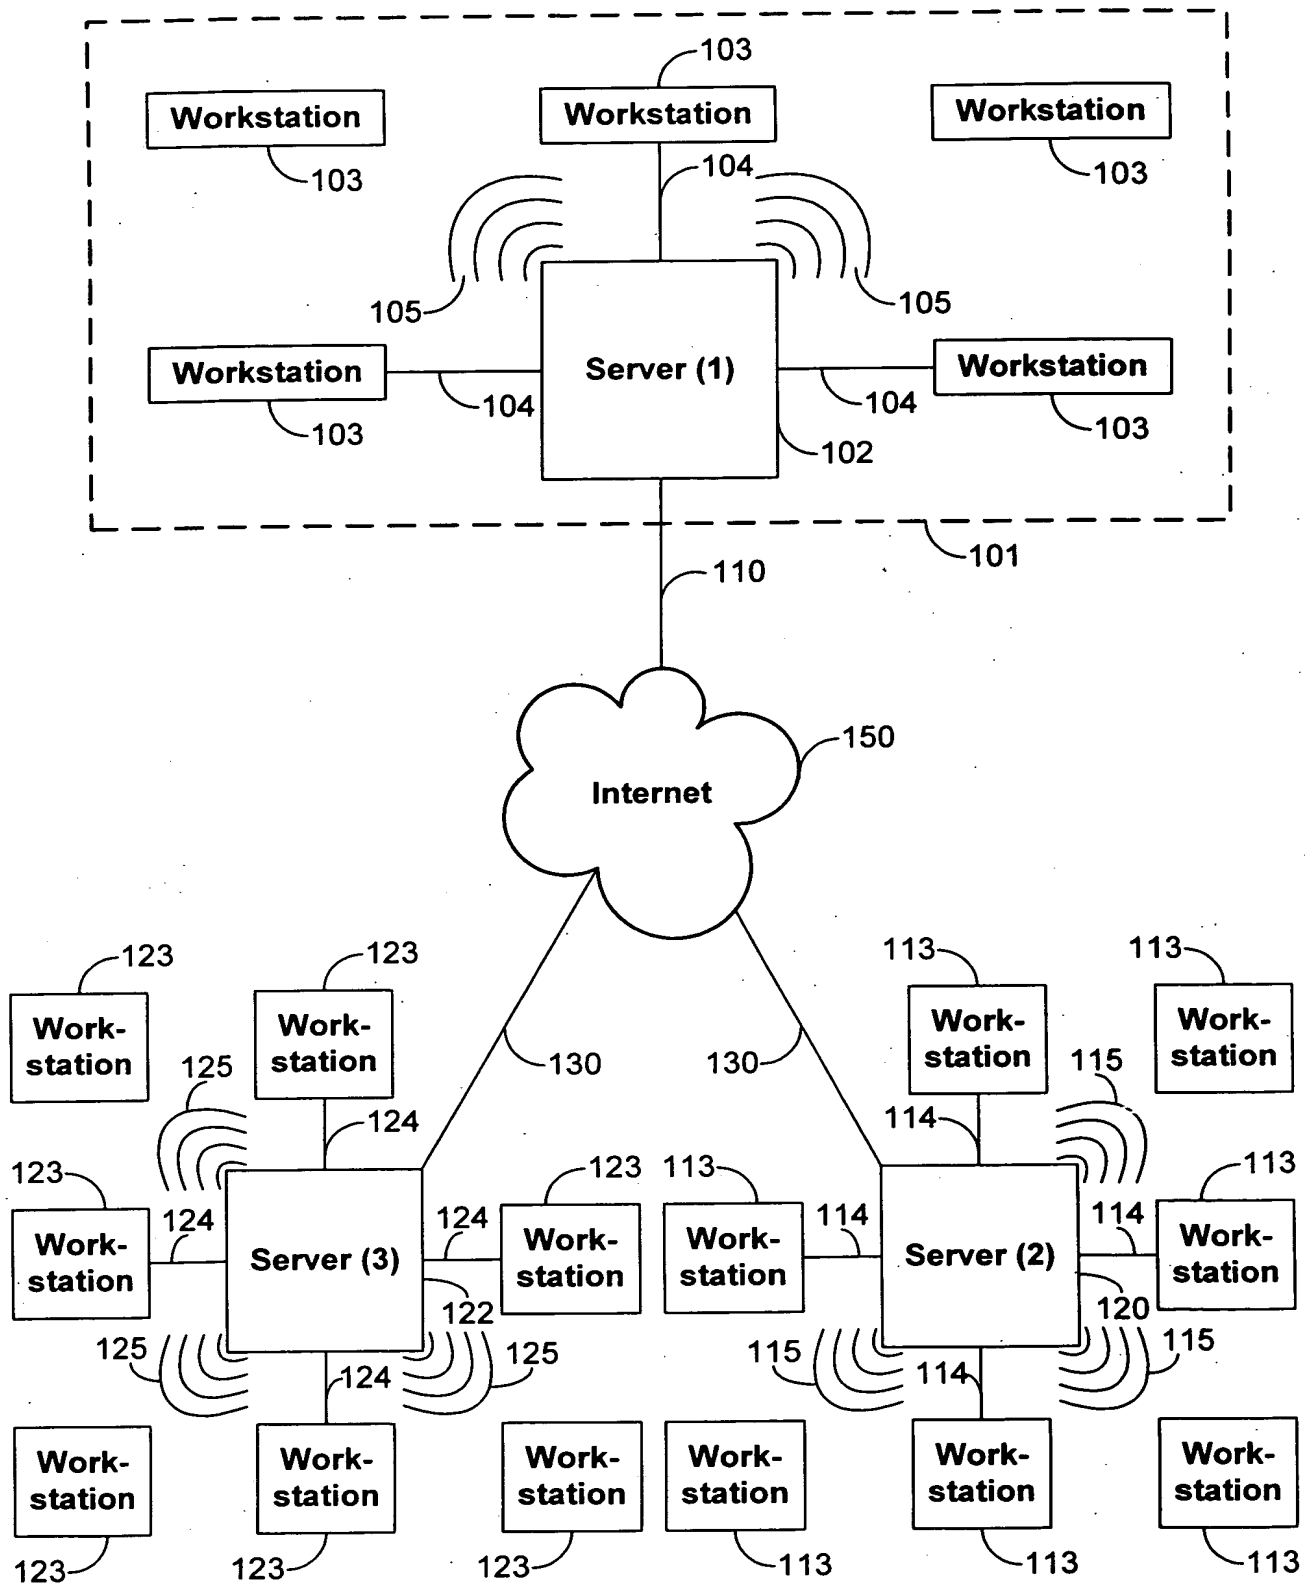 103
Workstation
Workstation
Workstation
103
104
103
105
105
Workstation
Server (1)
Workstation
103
104
104
103
102
101
110
150
Internet
123
123
113
113
Work-
station
Work-
station
Work-
station
Work-
station
125
130
130
115
124
114
123
123
113
113
Work-
station
124
Server (3)
124
Work-
station
Work-
station
114
Server (2)
114
Work-
station
122
120
125
124
125
115
114
115
Work-
station
Work-
station
Work-
station
Work-
station
Work-
station
Work-
station
123
123
123
113
113
113